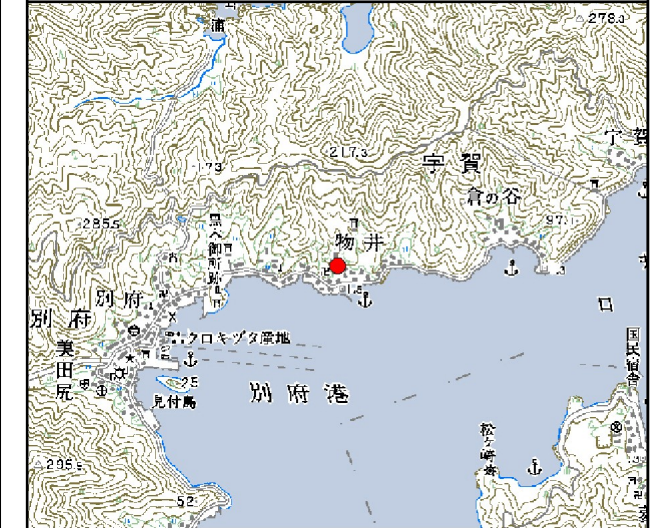 浦
278.3
宇賀
173
217.3
宇賀
倉の谷
285.5
97.1
黒木御所跡
物井
別府
別府
クロキヅタ産地
美田尻
25
見付島
別府港
国民宿舎
松ヶ崎
52